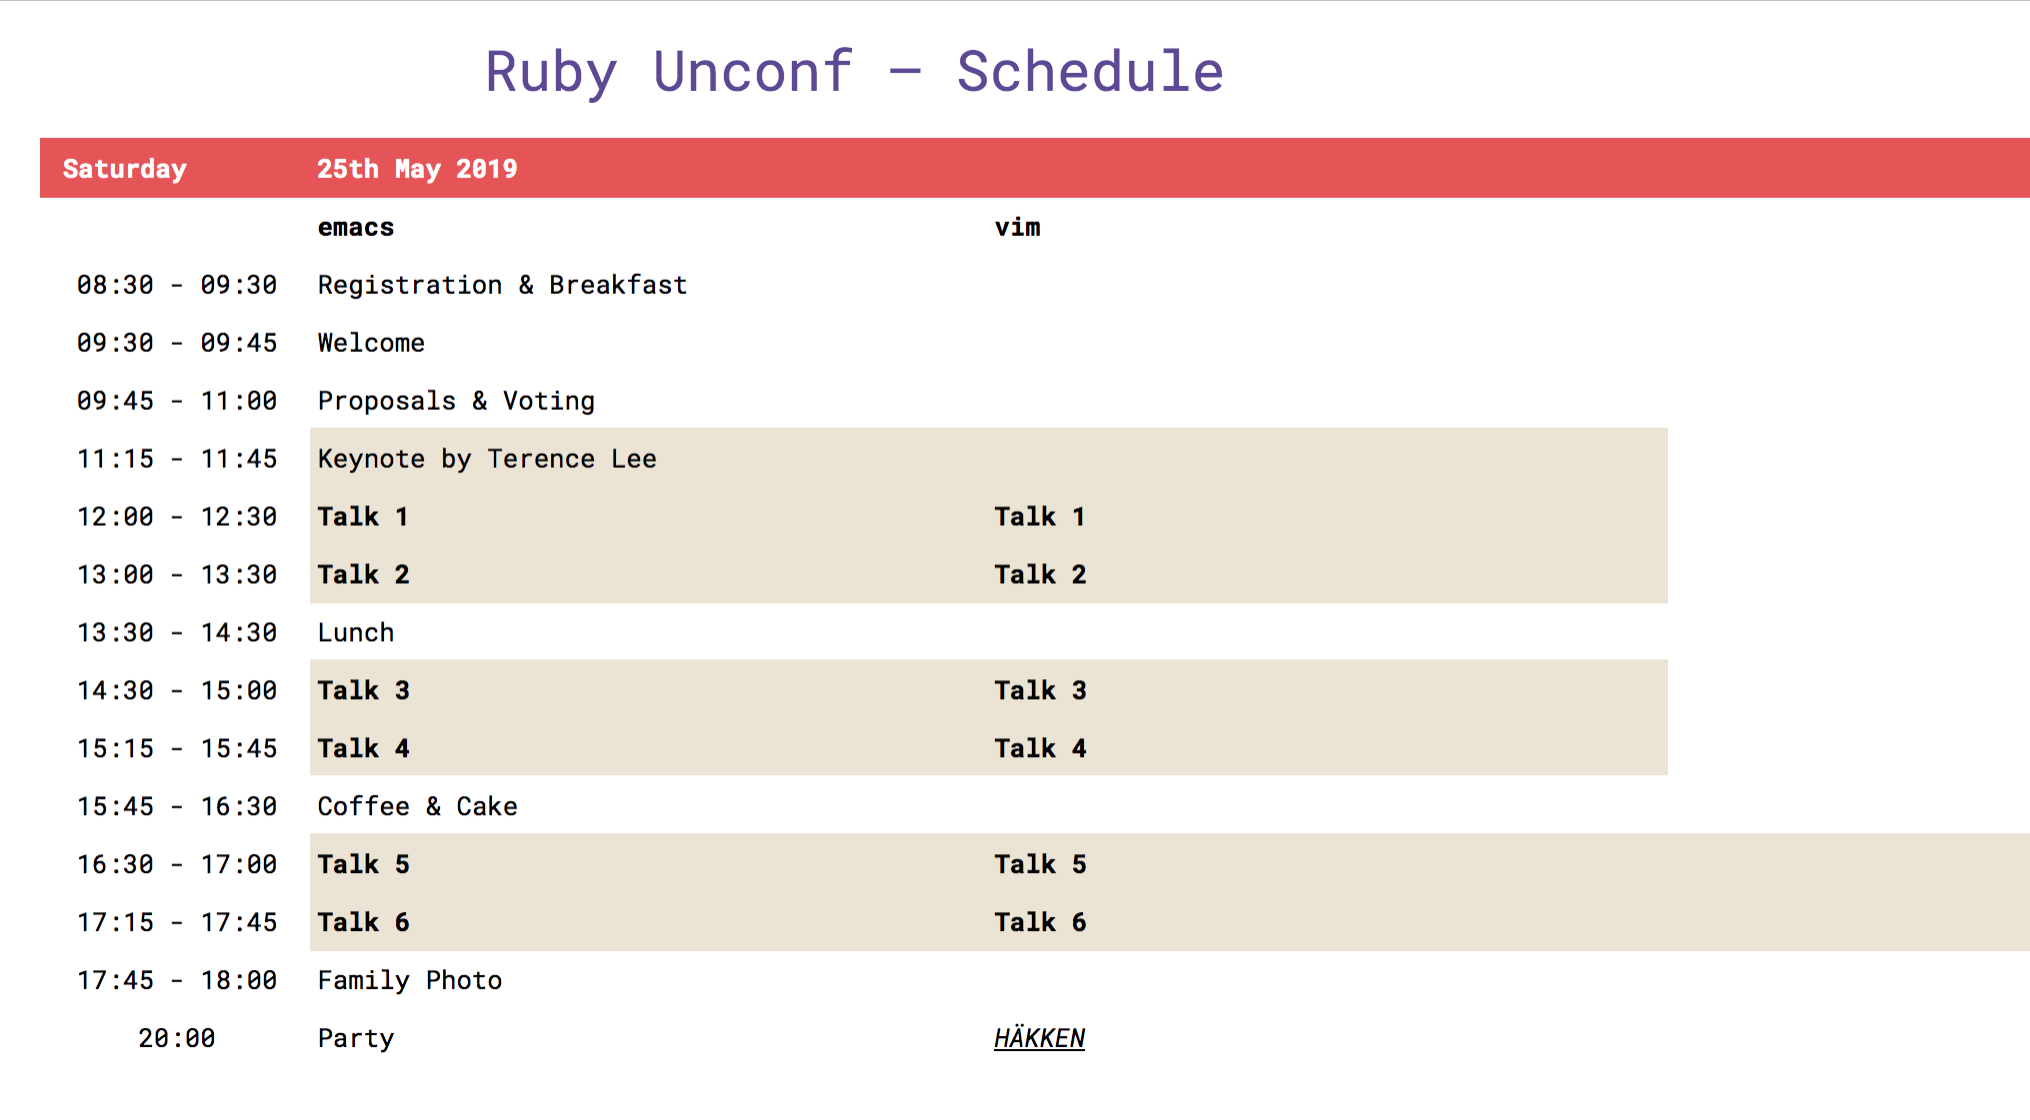 Ruby Unconf – Schedule
Saturday 25th May 2019
emacs vim
08:30 - 09:30 Registration & Breakfast
09:30 - 09:45 Welcome
09:45 - 11:00 Proposals & Voting
11:15 - 11:45 Keynote by Terence Lee
12:00 - 12:30 Talk 1 Talk 1
13:00 - 13:30 Talk 2 Talk 2
13:30 - 14:30 Lunch
14:30 - 15:00 Talk 3 Talk 3
15:15 - 15:45 Talk 4 Talk 4
15:45 - 16:30 Coffee & Cake
16:30 - 17:00 Talk 5 Talk 5
17:15 - 17:45 Talk 6 Talk 6
17:45 - 18:00 Family Photo
20:00 Party HÄKKEN